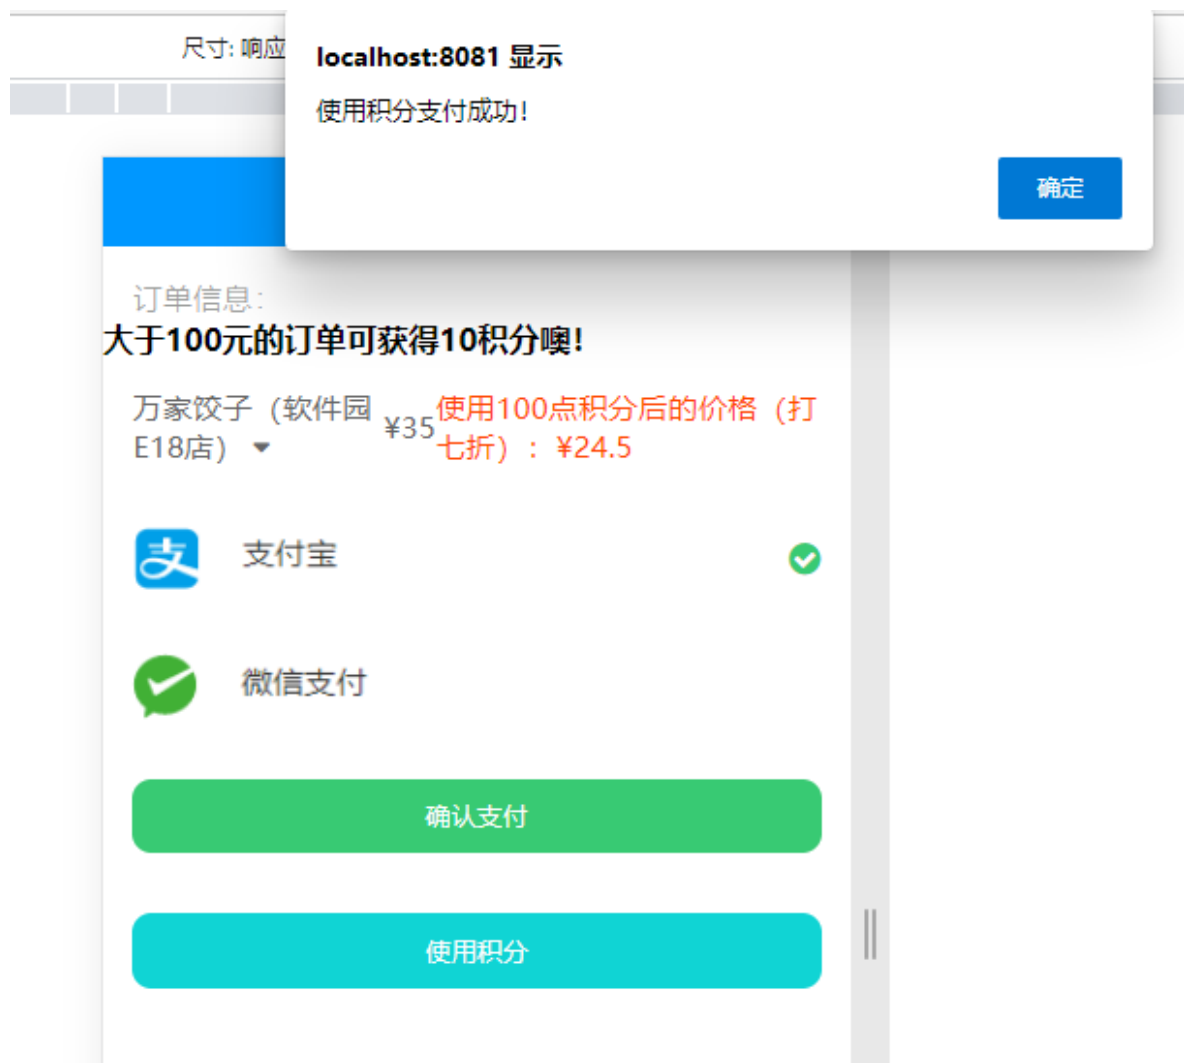 尺寸: 响应
localhost:8081 显示
使用积分支付成功!
确定
订单信息:
大于100元的订单可获得10积分噢!
万家饺子（软件园
E18店）
¥35
使用100点积分后的价格（打
七折）: ¥24.5
支 支付宝
微信支付
确认支付
使用积分